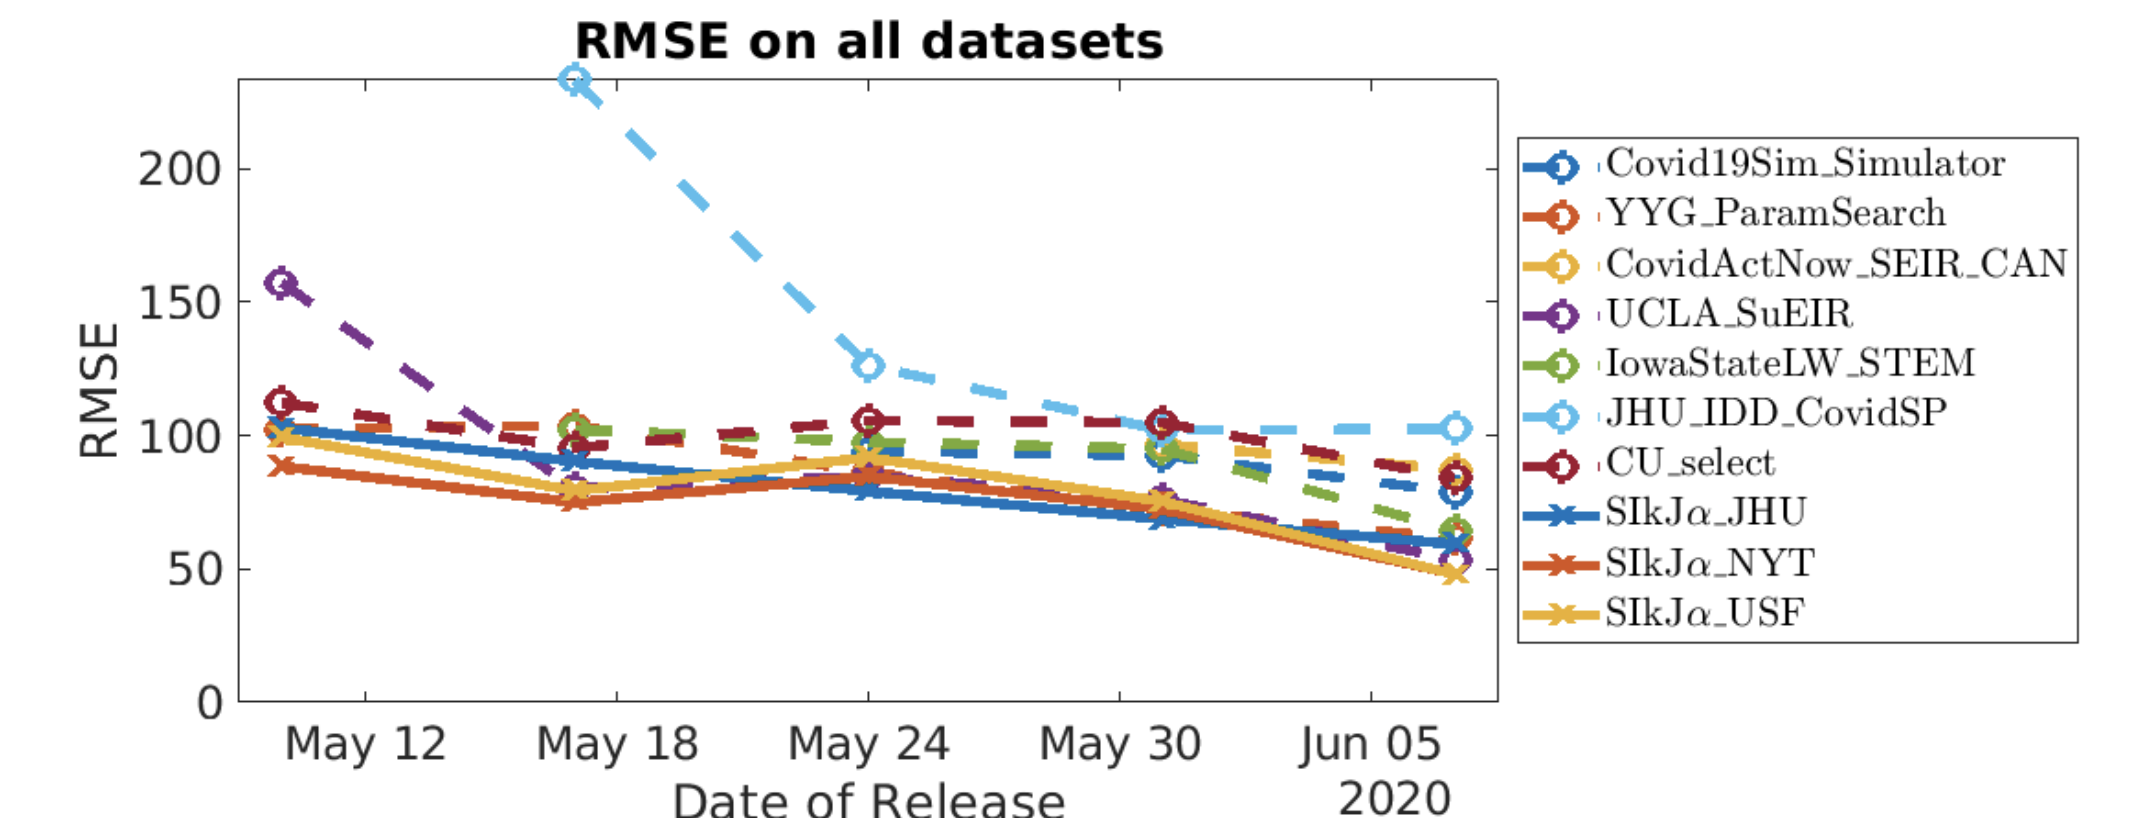 RMSE on all datasets
200
150
100
50
0
RMSE
May 12
May 18
May 24
May 30
Jun 05
2020
Date of Release
Covid19Sim_Simulator
YYG_ParamSearch
CovidActNow_SEIR_CAN
UCLA_SuEIR
IowaStateLW_STEM
JHU_IDD_CovidSP
CU_select
SIkJα_JHU
SIkJα_NYT
SIkJα_USF